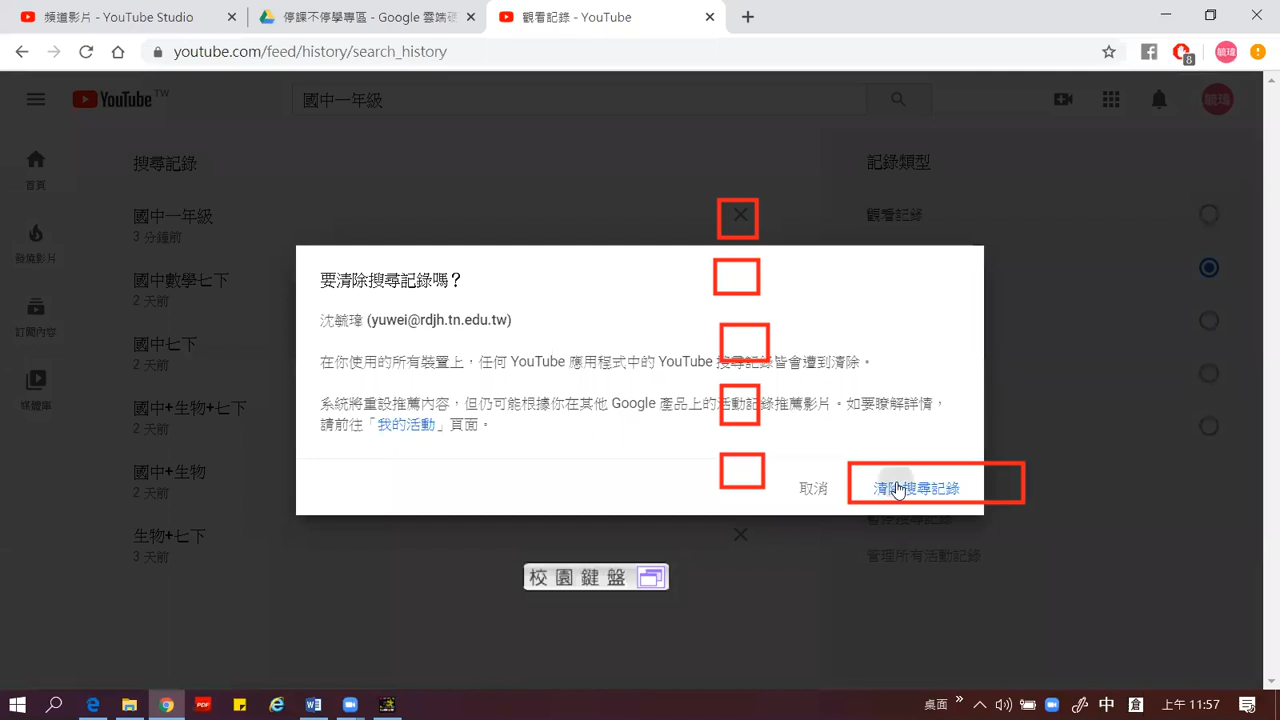 頻道影片 - YouTube Studio
停課不停學專區 - Google 雲端硬
觀看記錄 - YouTube
youtube.com/feed/history/search_history
8
毓瑋
YouTube TW
國中一年級
毓瑋
首頁
發燒影片
訂閱內容
媒體庫
搜尋記錄
國中一年級
3 分鐘前
國中數學七下
2 天前
國中七下
2 天前
國中+生物+七下
2 天前
國中+生物
2 天前
生物+七下
3 天前
記錄類型
觀看記錄
要清除搜尋記錄嗎？
沈毓瑋 (yuwei@rdjh.tn.edu.tw)
在你使用的所有裝置上，任何 YouTube 應用程式中的 YouTube 搜尋記錄皆會遭到清除。
系統將重設推薦內容，但仍可能根據你在其他 Google 產品上的活動記錄推薦影片。如要瞭解詳情，
請前往「我的活動」頁面。
取消
清除搜尋記錄
暫停搜尋記錄
管理所有活動記錄
校園鍵盤
PDF
桌面
中
倉
上午 11:57